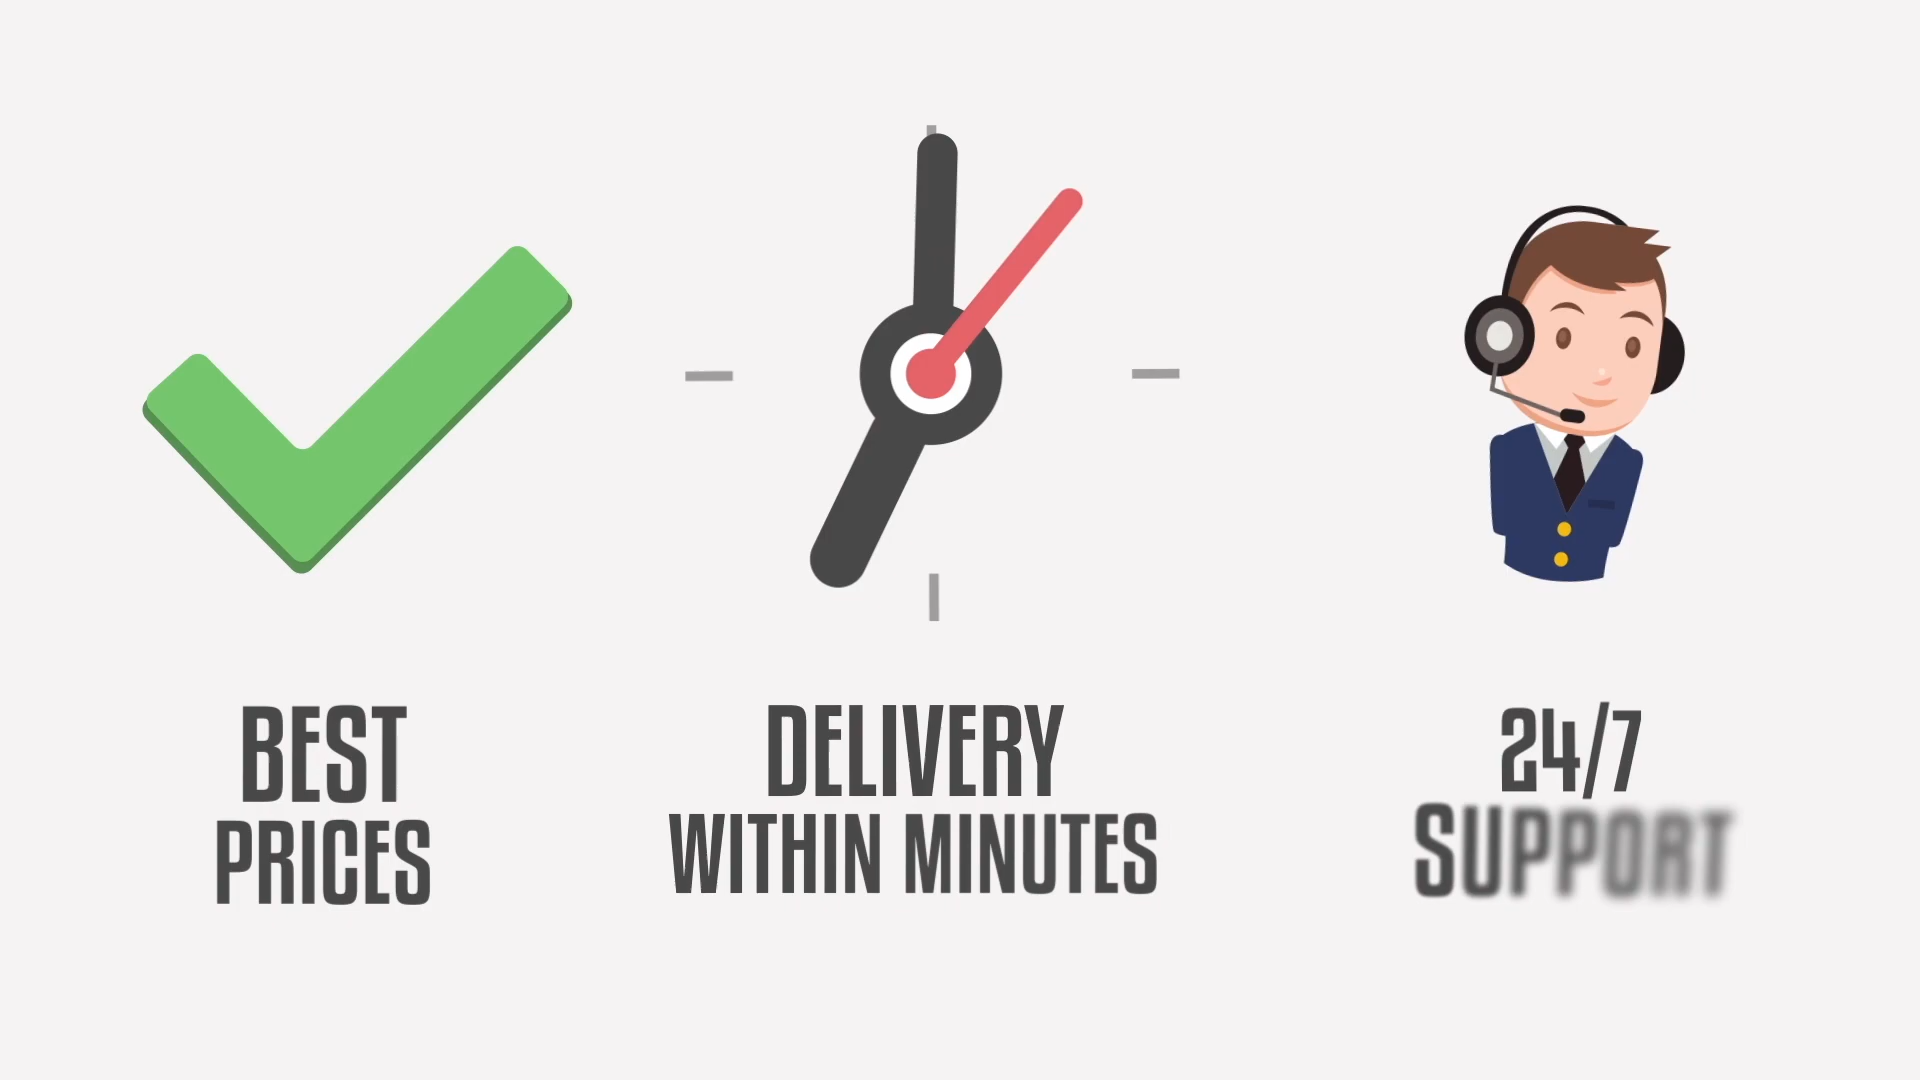 BEST
PRICES
DELIVERY
WITHIN MINUTES
24/7
SUPPORT